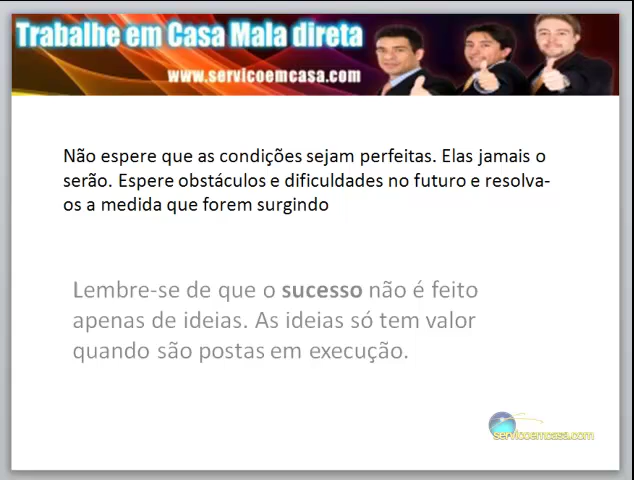 Trabalhe em Casa Mala direta
www.servicoemcasa.com
Não espere que as condições sejam perfeitas. Elas jamais o
serão. Espere obstáculos e dificuldades no futuro e resolva-
os a medida que forem surgindo
Lembre-se de que o sucesso não é feito
apenas de ideias. As ideias só tem valor
quando são postas em execução.
servicoemcasa.com